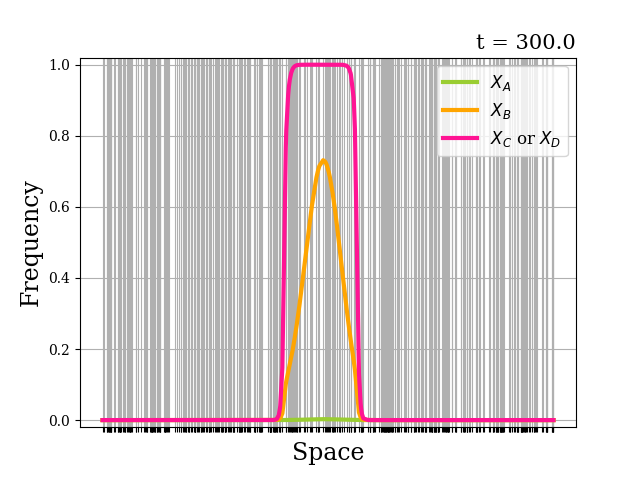 t = 300.0
1.0
0.8
0.6
0.4
0.2
0.0
Frequency
Space
X_A
X_B
X_C or X_D